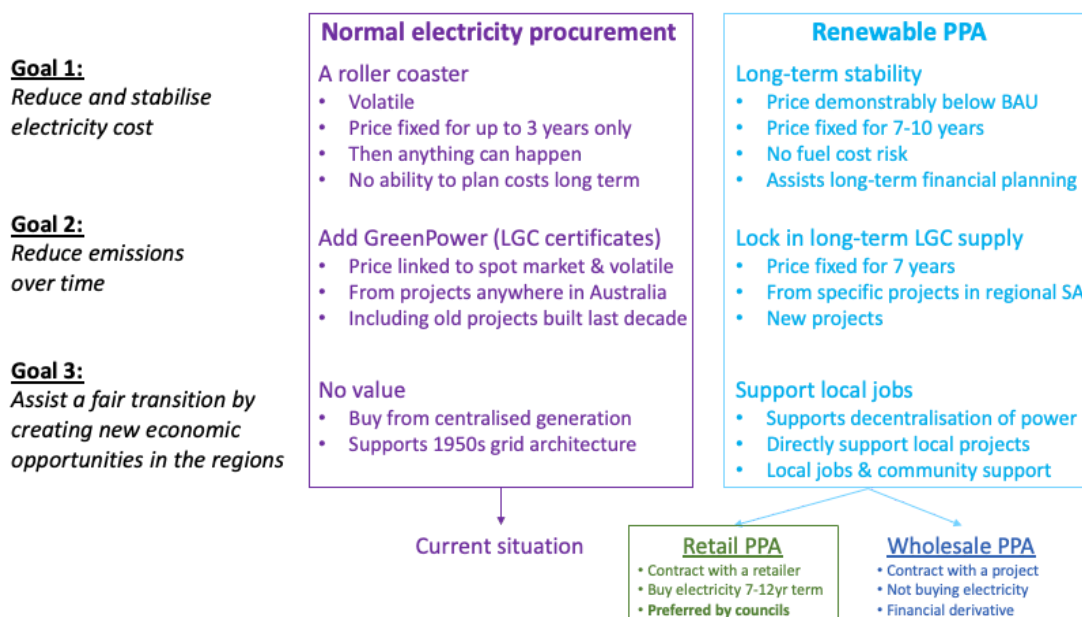 Normal electricity procurement
Renewable PPA
Goal 1:
Reduce and stabilise
electricity cost
A roller coaster
• Volatile
• Price fixed for up to 3 years only
• Then anything can happen
• No ability to plan costs long term
Long-term stability
• Price demonstrably below BAU
• Price fixed for 7-10 years
• No fuel cost risk
• Assists long-term financial planning
Goal 2:
Reduce emissions
over time
Add GreenPower (LGC certificates)
• Price linked to spot market & volatile
• From projects anywhere in Australia
• Including old projects built last decade
Lock in long-term LGC supply
• Price fixed for 7 years
• From specific projects in regional SA
• New projects
Goal 3:
Assist a fair transition by
creating new economic
opportunities in the regions
No value
• Buy from centralised generation
• Supports 1950s grid architecture
Support local jobs
• Supports decentralisation of power
• Directly support local projects
• Local jobs & community support
Current situation
Retail PPA
• Contract with a retailer
• Buy electricity 7-12yr term
• Preferred by councils
Wholesale PPA
• Contract with a project
• Not buying electricity
• Financial derivative